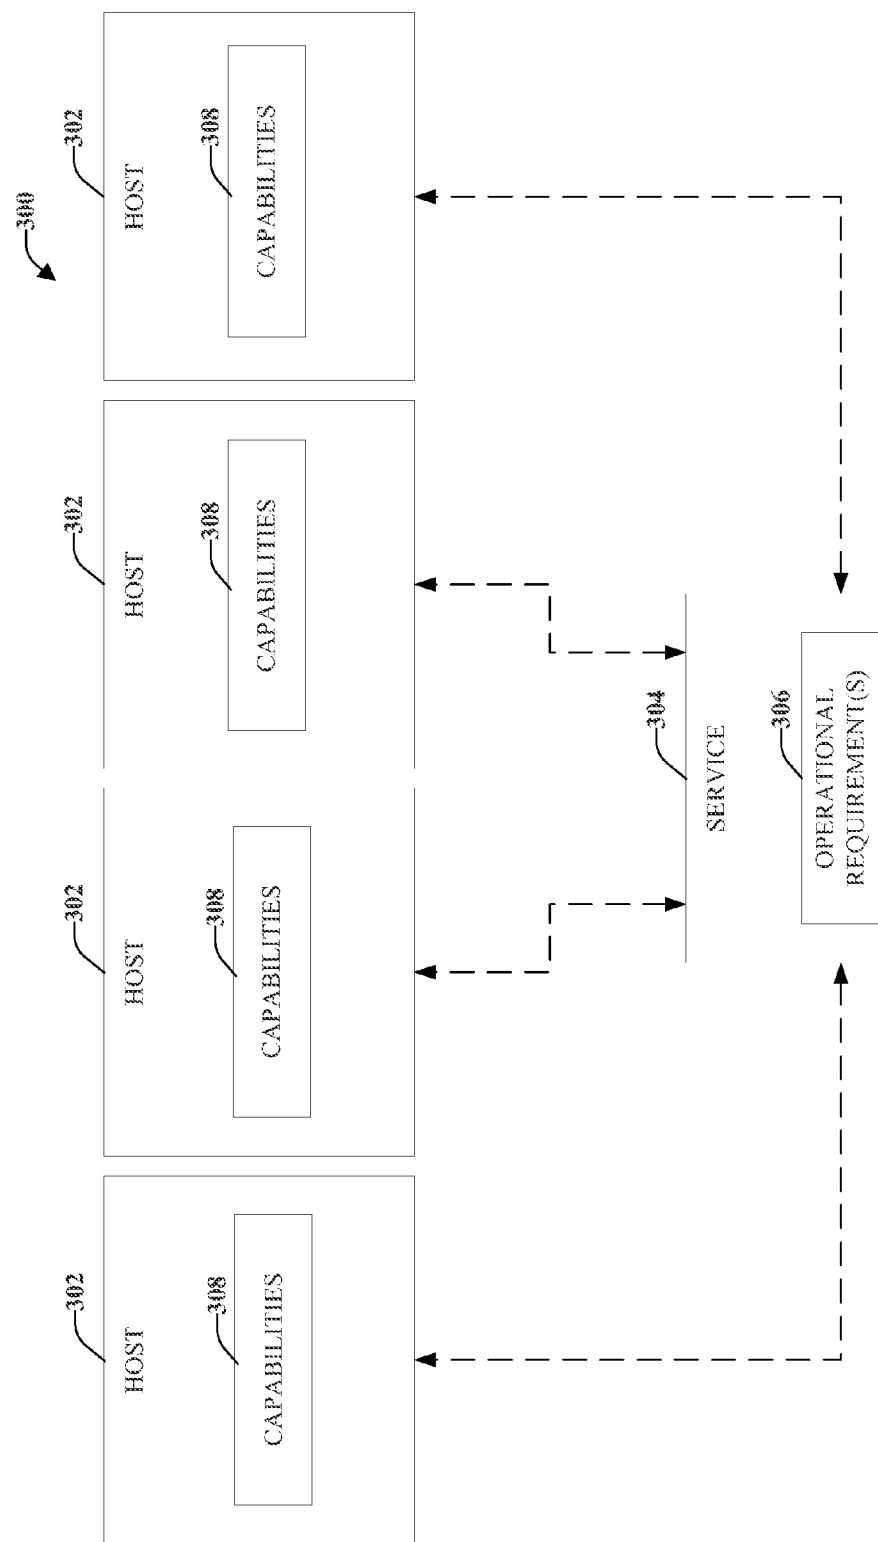 300
302
302
302
302
HOST
HOST
HOST
HOST
308
308
308
308
CAPABILITIES
CAPABILITIES
CAPABILITIES
CAPABILITIES
304
SERVICE
306
OPERATIONAL
REQUIREMENT(S)